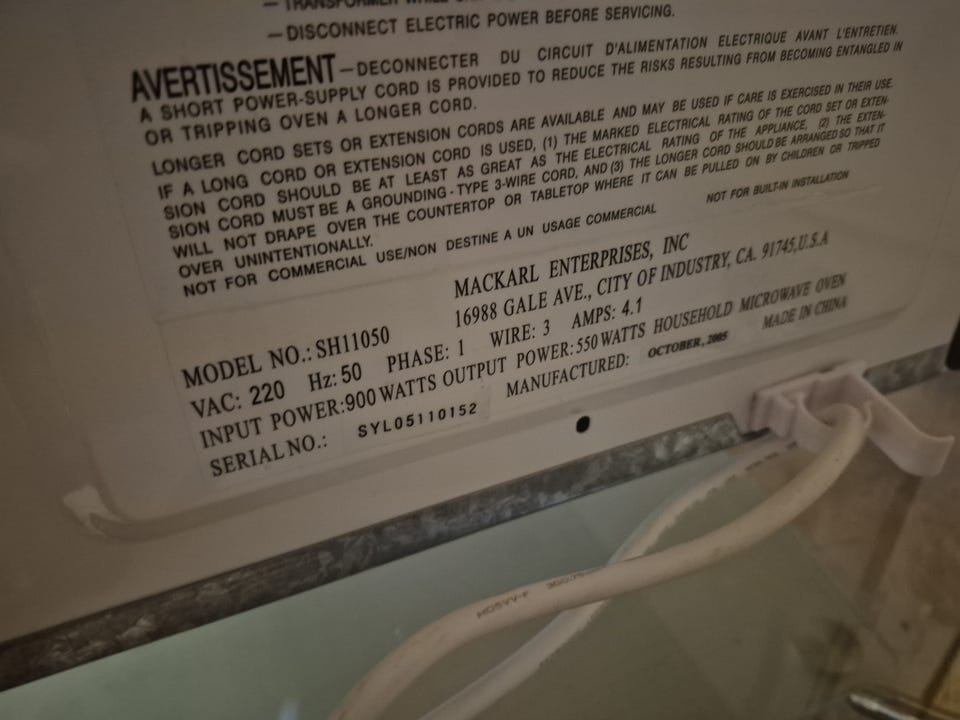 — TRANSFORMER WHILE
— DISCONNECT ELECTRIC POWER BEFORE SERVICING.
AVERTISSEMENT — DECONNECTER DU CIRCUIT D'ALIMENTATION ELECTRIQUE AVANT L'ENTRETIEN.
A SHORT POWER-SUPPLY CORD IS PROVIDED TO REDUCE THE RISKS RESULTING FROM BECOMING ENTANGLED IN
OR TRIPPING OVEN A LONGER CORD.
LONGER CORD SETS OR EXTENSION CORDS ARE AVAILABLE AND MAY BE USED IF CARE IS EXERCISED IN THEIR USE.
IF A LONG CORD OR EXTENSION CORD IS USED, (1) THE MARKED ELECTRICAL RATING OF THE CORD SET OR EXTEN-
SION CORD SHOULD BE AT LEAST AS GREAT AS THE ELECTRICAL RATING OF THE APPLIANCE, (2) THE EXTEN-
SION CORD MUST BE A GROUNDING-TYPE 3-WIRE CORD, AND (3) THE LONGER CORD SHOULD BE ARRANGED SO THAT IT
WILL NOT DRAPE OVER THE COUNTERTOP OR TABLETOP WHERE IT CAN BE PULLED ON BY CHILDREN OR TRIPPED
OVER UNINTENTIONALLY.
NOT FOR COMMERCIAL USE/NON DESTINE A UN USAGE COMMERCIAL NOT FOR BUILT-IN INSTALLATION
MACKARL ENTERPRISES, INC
16988 GALE AVE., CITY OF INDUSTRY, CA. 91745,U.S.A
MODEL NO.: SH11050
VAC: 220 Hz: 50 PHASE: 1 WIRE: 3 AMPS: 4.1
INPUT POWER:900 WATTS OUTPUT POWER:550 WATTS HOUSEHOLD MICROWAVE OVEN
SERIAL NO.: SYL05110152 MANUFACTURED: OCTOBER, 2005 MADE IN CHINA
H05VV-F